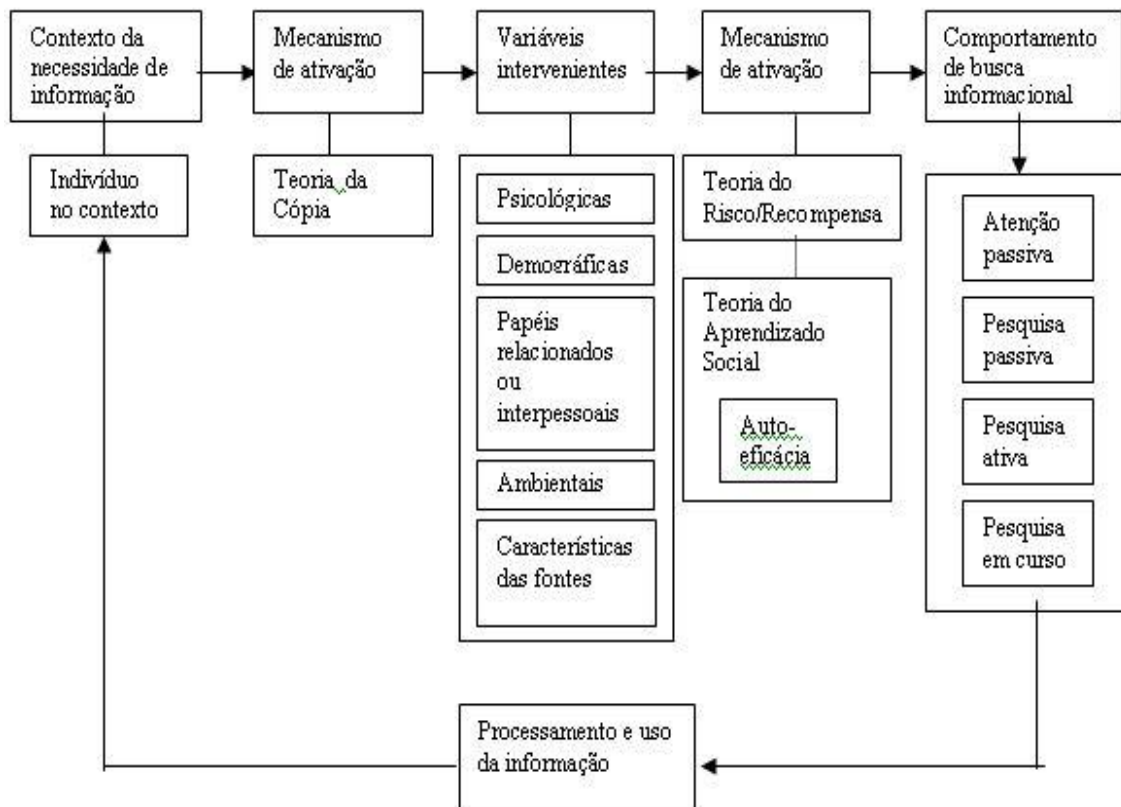 Contexto da
necessidade de
informação
Mecanismo
de ativação
Variáveis
intervenientes
Mecanismo
de ativação
Comportamento
de busca
informacional
Indivíduo
no contexto
Teoria da
Cópia
Psicológicas
Demográficas
Papéis
relacionados
ou
interpessoais
Ambientais
Características
das fontes
Teoria do
Risco/Recompensa
Teoria do
Aprendizado
Social
Auto-
eficácia
Atenção
passiva
Pesquisa
passiva
Pesquisa
ativa
Pesquisa
em curso
Processamento e uso
da informação